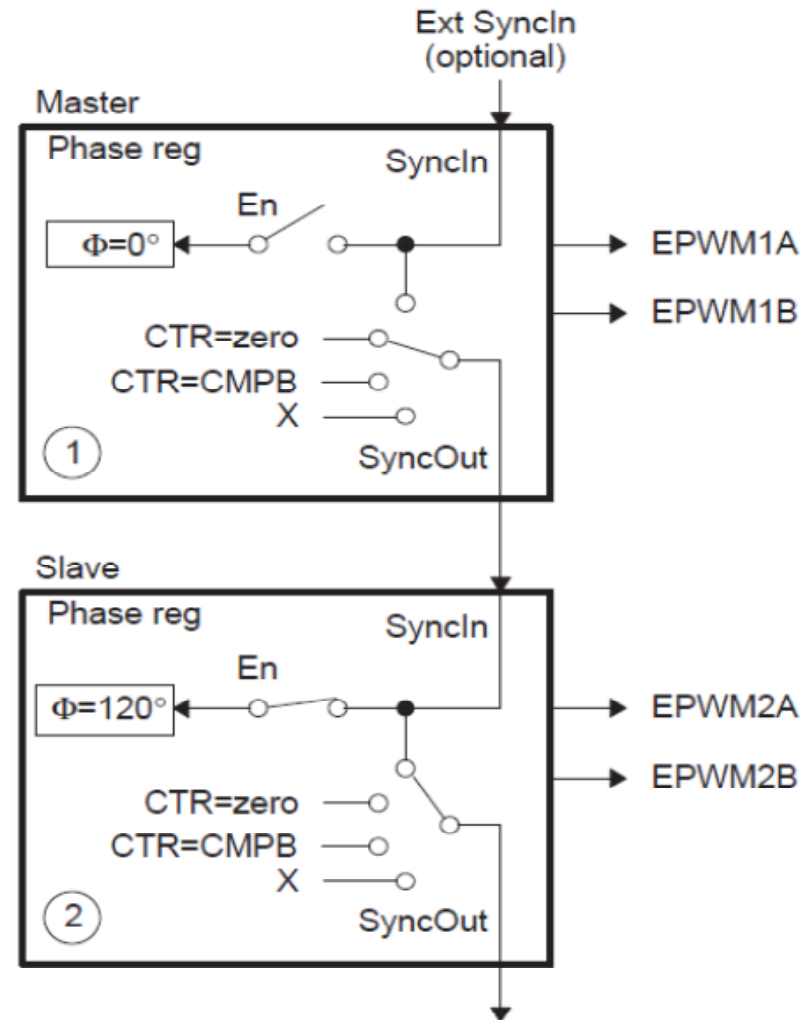 Ext SyncIn
(optional)
Master
Phase reg
SyncIn
En
Φ=0°
EPWM1A
EPWM1B
CTR=zero
CTR=CMPB
X
1
SyncOut
Slave
Phase reg
SyncIn
En
Φ=120°
EPWM2A
EPWM2B
CTR=zero
CTR=CMPB
X
2
SyncOut